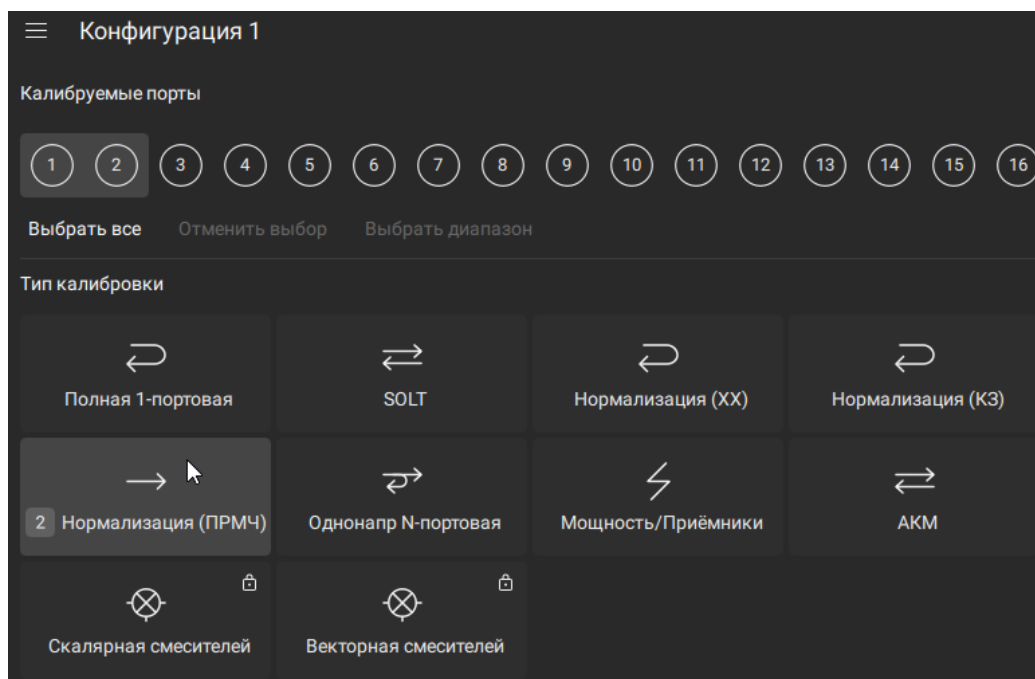 Конфигурация 1
Калибруемые порты
1 2 3 4 5 6 7 8 9 10 11 12 13 14 15 16
Выбрать все Отменить выбор Выбрать диапазон
Тип калибровки
Полная 1-портовая SOLT Нормализация (ХХ) Нормализация (КЗ)
2 Нормализация (ПРМЧ) Однонапр N-портовая Мощность/Приёмники АКМ
Скалярная смесителей Векторная смесителей